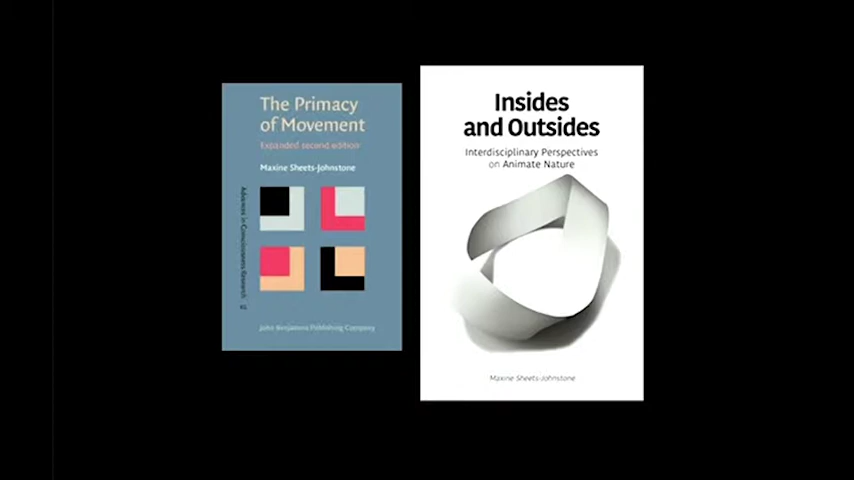 The Primacy
of Movement
Expanded second edition
Maxine Sheets-Johnstone
Advances in Consciousness Research
John Benjamins Publishing Company
Insides
and Outsides
Interdisciplinary Perspectives
on Animate Nature
Maxine Sheets-Johnstone